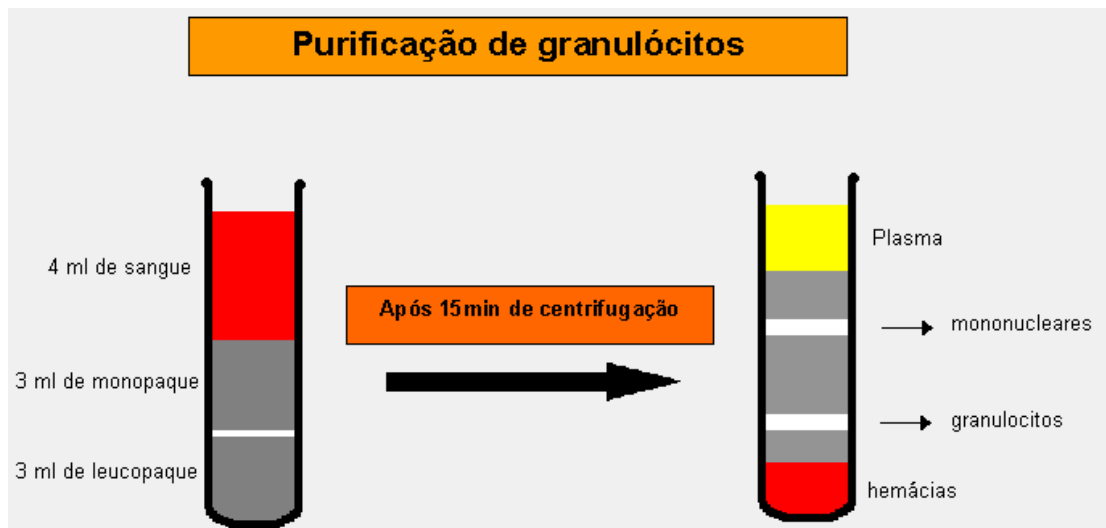 Purificação de granulócitos
4 ml de sangue
3 ml de monopaque
3 ml de leucopaque
Após 15min de centrifugação
Plasma
mononucleares
granulocitos
hemácias